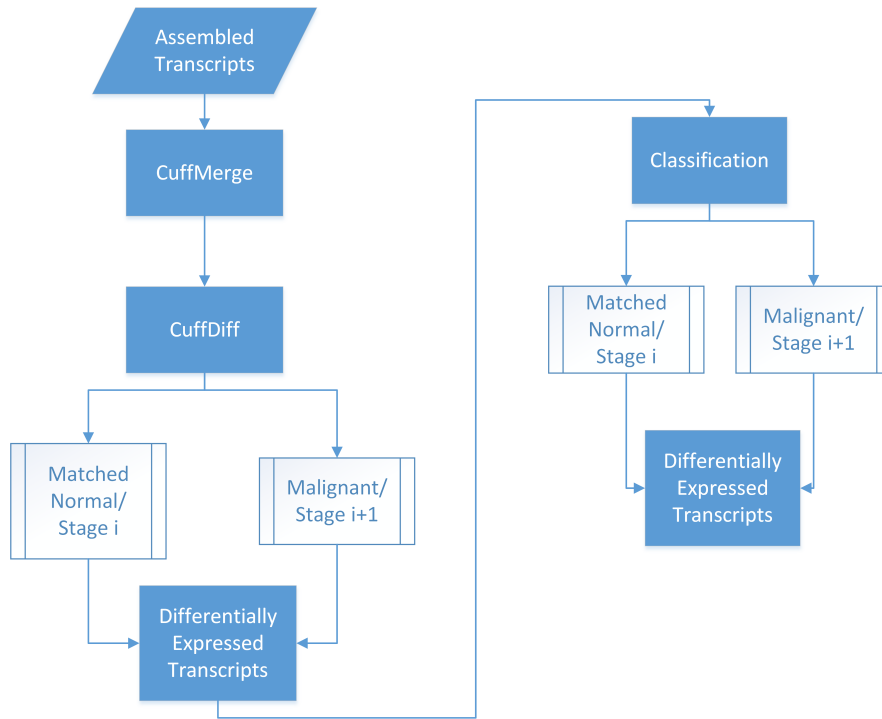 Assembled
Transcripts
CuffMerge
CuffDiff
Matched
Normal/
Stage i
Malignant/
Stage i+1
Differentially
Expressed
Transcripts
Classification
Matched
Normal/
Stage i
Malignant/
Stage i+1
Differentially
Expressed
Transcripts